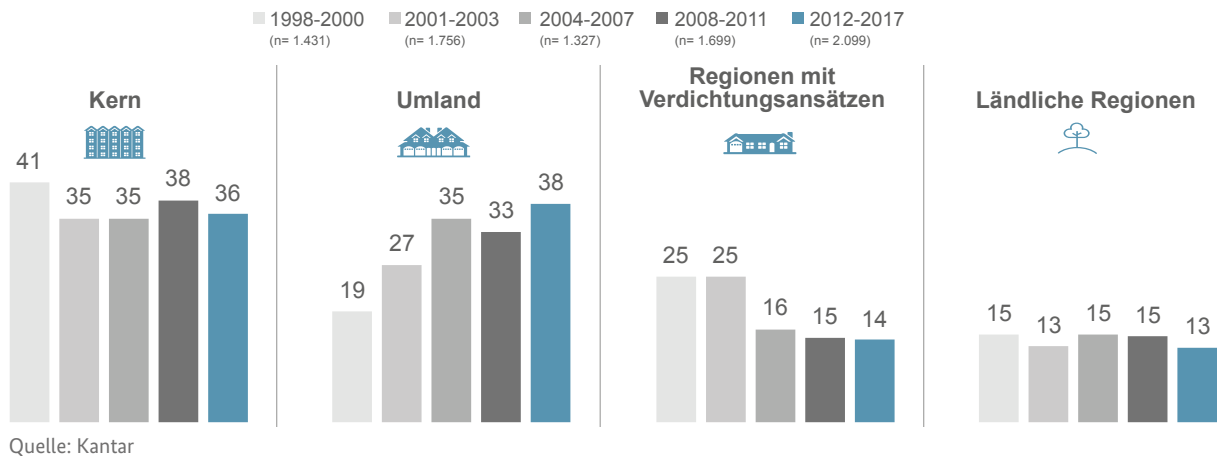 1998-2000 2001-2003 2004-2007 2008-2011 2012-2017
(n= 1.431) (n= 1.756) (n= 1.327) (n= 1.699) (n= 2.099)
Kern
41 35 35 38 36
Umland
19 27 35 33 38
Regionen mit
Verdichtungsansätzen
25 25 16 15 14
Ländliche Regionen
15 13 15 15 13
Quelle: Kantar